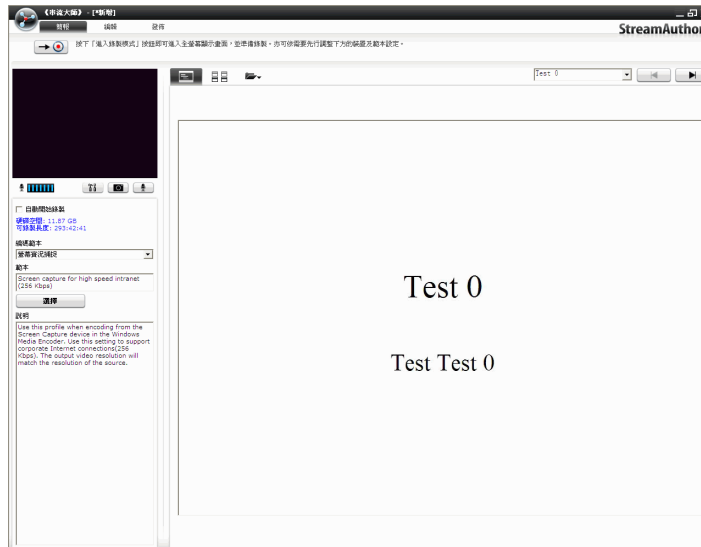 《串流大師》 - [*新增]
簡報 編輯 發佈
StreamAuthor
按下「進入錄製模式」按鈕即可進入全螢幕顯示畫面，並準備錄製。亦可依需要先行調整下方的裝置及範本設定。
Test 0
自動開始錄製
硬碟空間: 11.87 GB
可錄製長度: 293:42:41
編碼範本
螢幕資訊捕捉
範本
Screen capture for high speed intranet
(256 Kbps)
選擇
說明
Use this profile when encoding from the
Screen Capture device in the Windows
Media Encoder. Use this setting to support
corporate Internet connections(256
Kbps). The output video resolution will
match the resolution of the source.
Test 0
Test Test 0